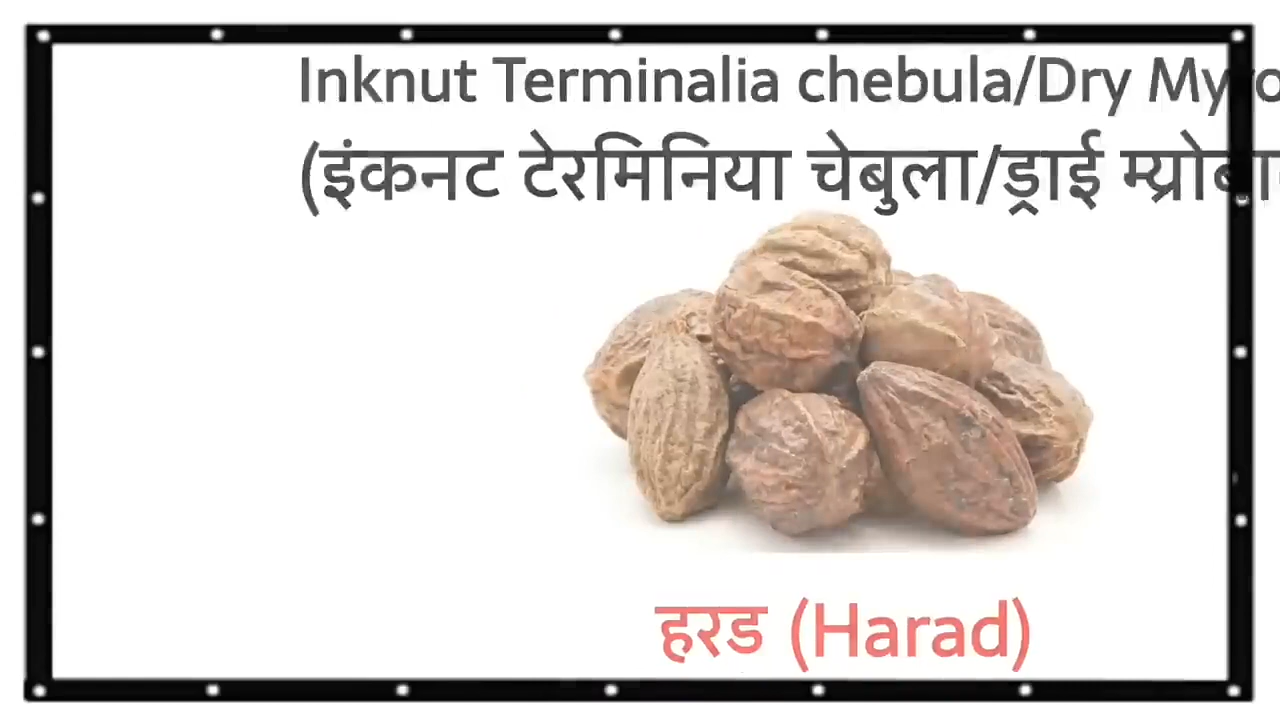 Inknut Terminalia chebula/Dry
(इंकनट टेरमिनिया चेबुला/ड्राई
हरड (Harad)